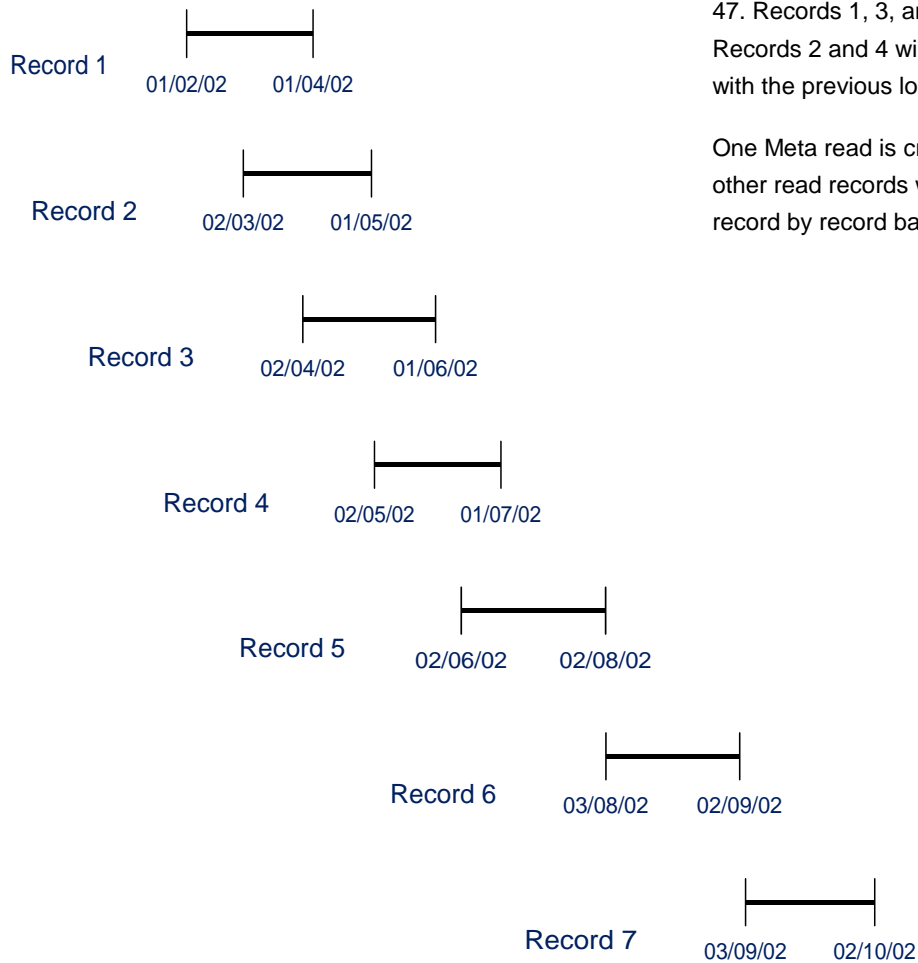 47. Records 1, 3, an
Records 2 and 4 wi
with the previous lo
One Meta read is cr
other read records w
record by record ba
Record 1
01/02/02 01/04/02
Record 2
02/03/02 01/05/02
Record 3
02/04/02 01/06/02
Record 4
02/05/02 01/07/02
Record 5
02/06/02 02/08/02
Record 6
03/08/02 02/09/02
Record 7
03/09/02 02/10/02